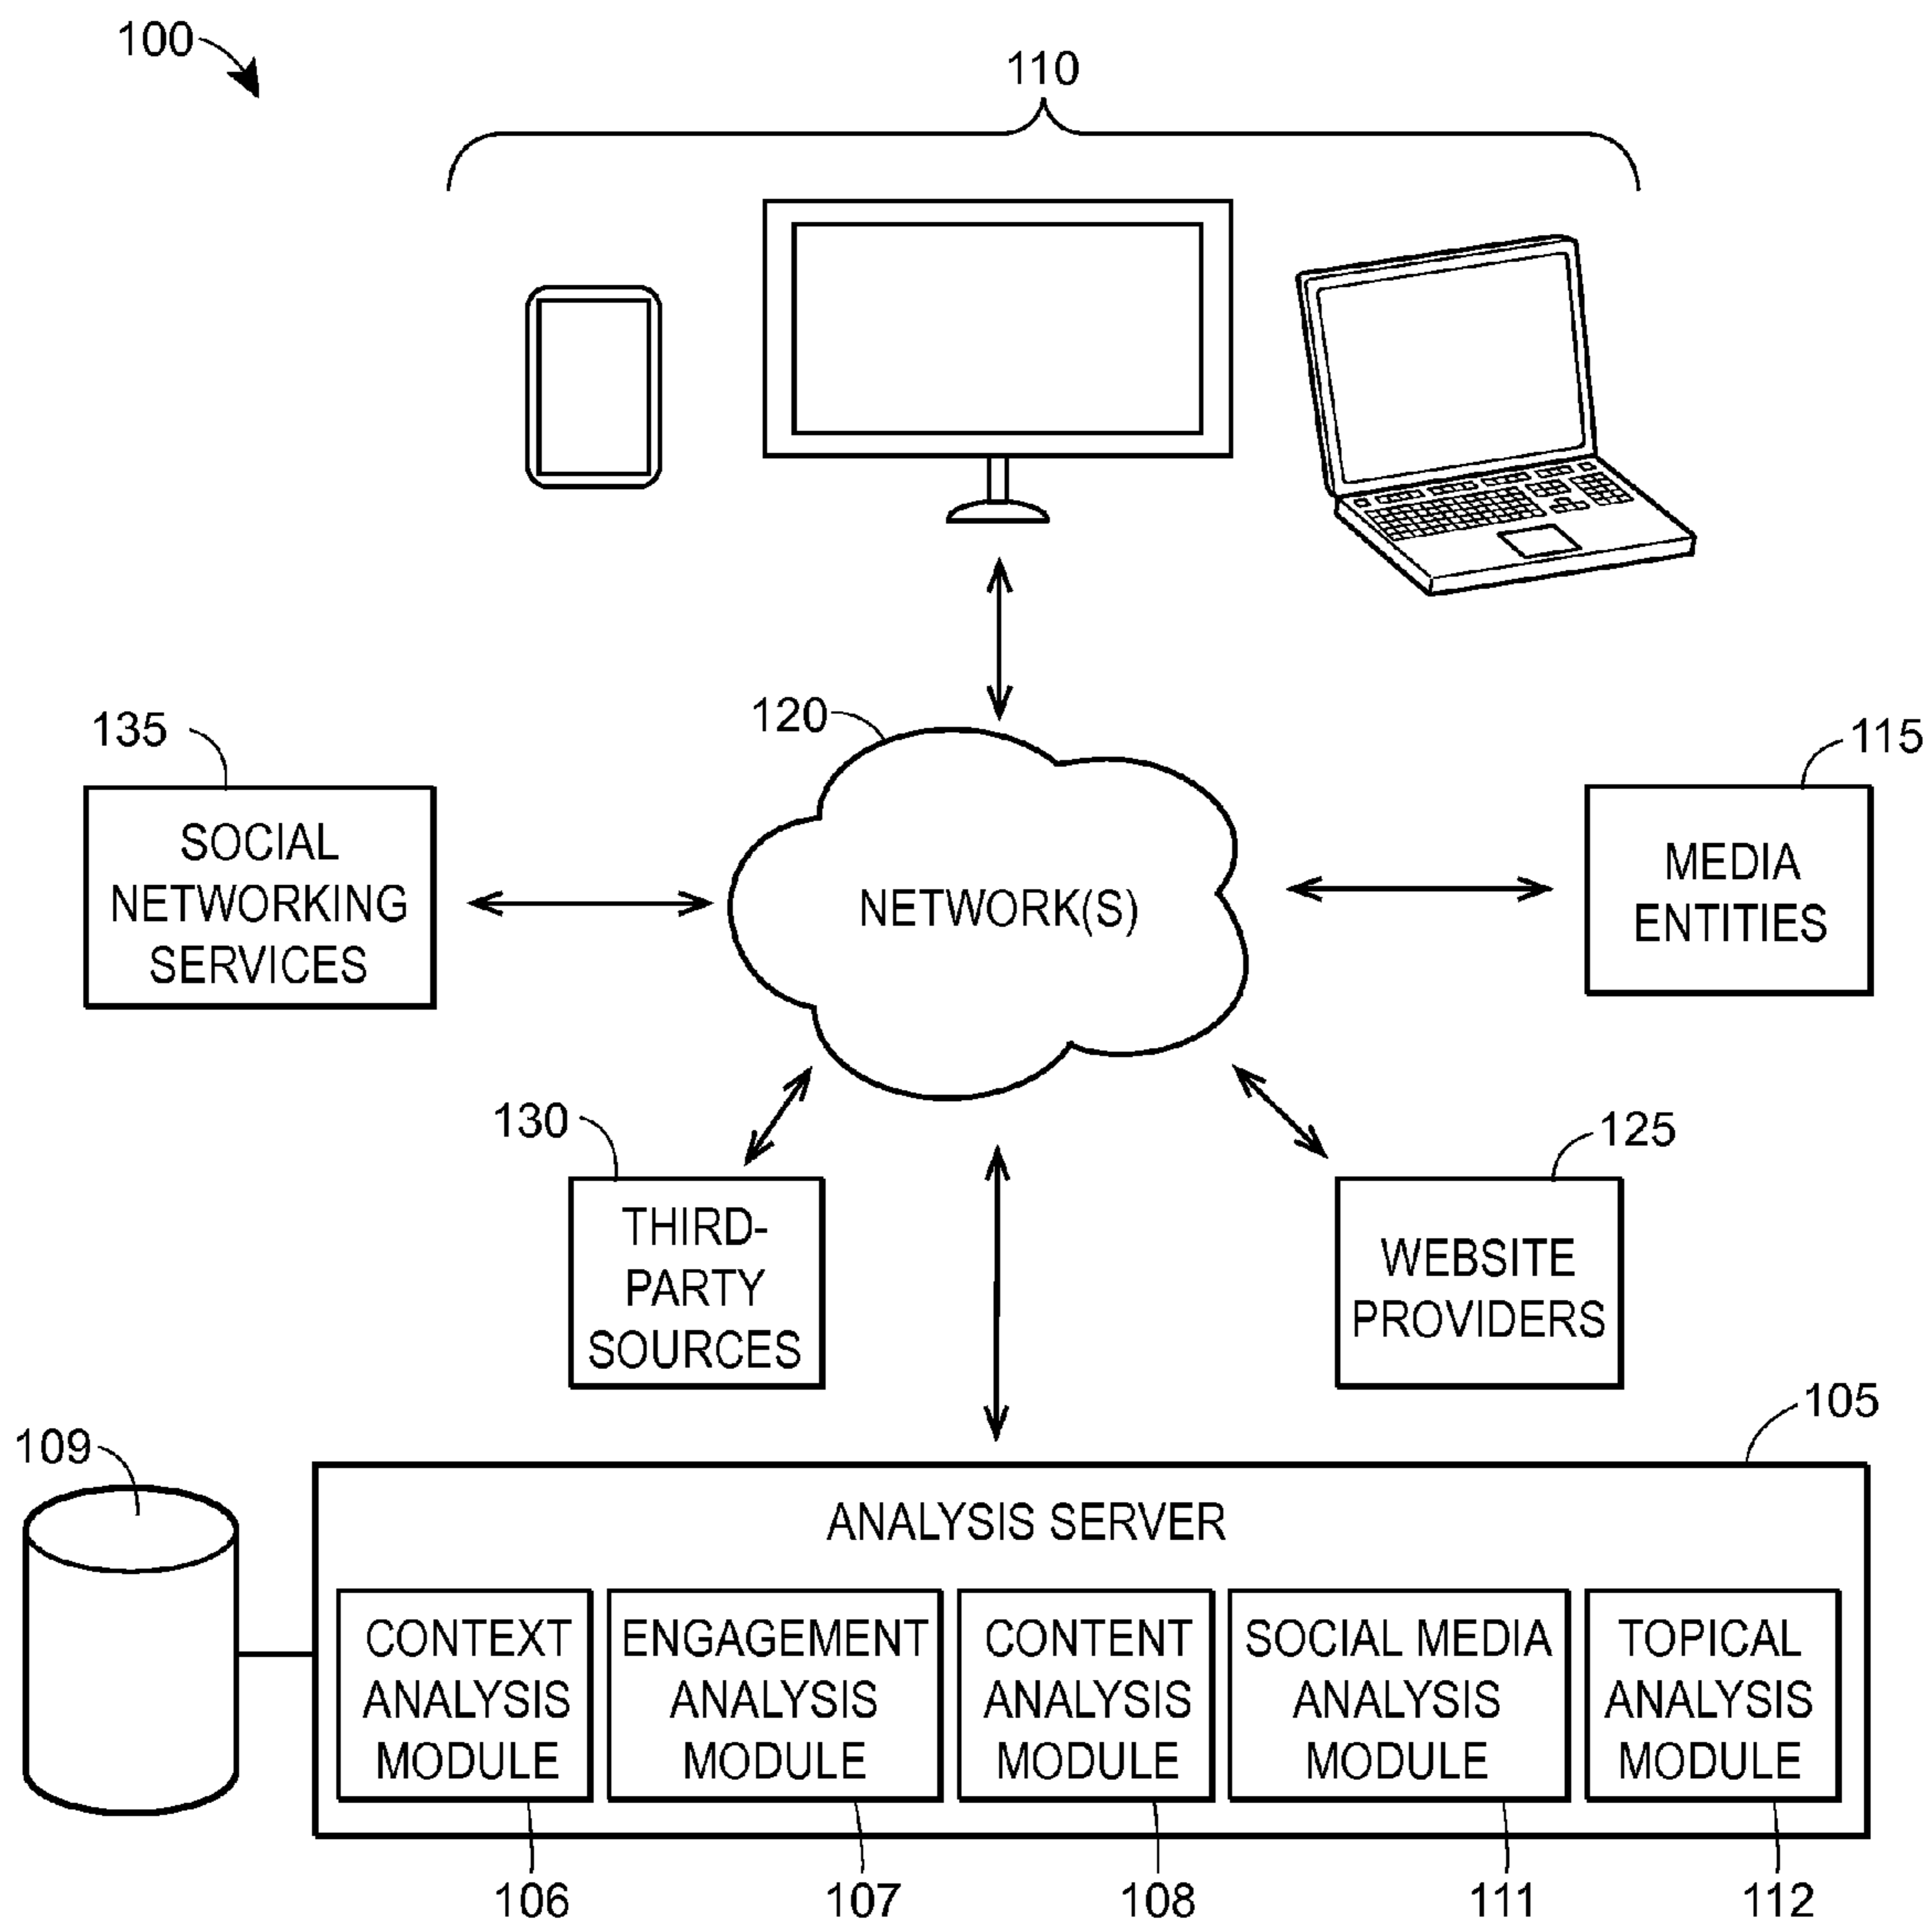 100
110
120
135
115
SOCIAL
NETWORKING
SERVICES
NETWORK(S)
MEDIA
ENTITIES
130
125
THIRD-
PARTY
SOURCES
WEBSITE
PROVIDERS
105
109
ANALYSIS SERVER
CONTEXT
ANALYSIS
MODULE
ENGAGEMENT
ANALYSIS
MODULE
CONTENT
ANALYSIS
MODULE
SOCIAL MEDIA
ANALYSIS
MODULE
TOPICAL
ANALYSIS
MODULE
106
107
108
111
112